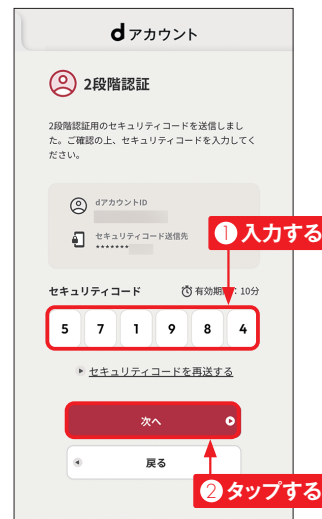 dアカウント
2段階認証
2段階認証用のセキュリティコードを送信しまし
た。ご確認の上、セキュリティコードを入力してく
ださい。
dアカウントID
セキュリティコード送信先
*******
❶入力する
セキュリティコード
有効期 : 10分
5 7 1 9 8 4
セキュリティコードを再送する
次へ
戻る
❷タップする